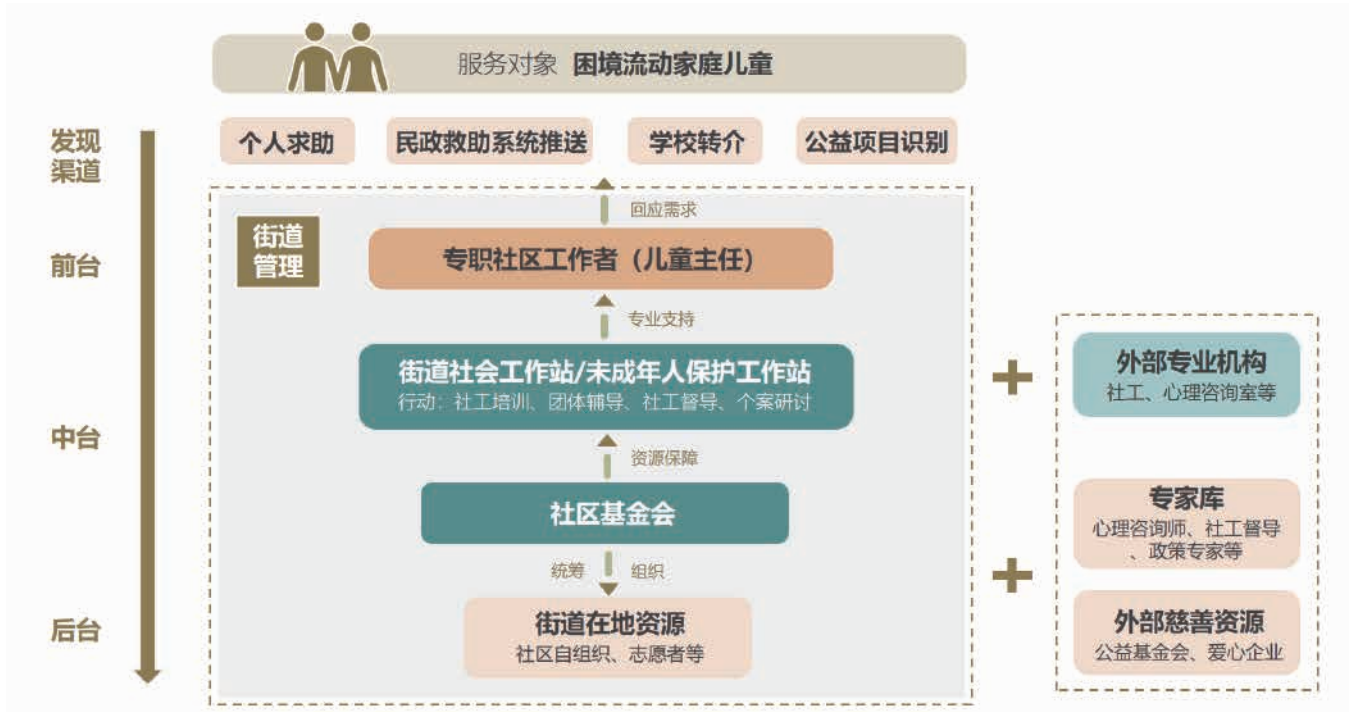 服务对象 困境流动家庭儿童
发现
渠道
个人求助
民政救助系统推送
学校转介
公益项目识别
回应需求
街道
管理
前台
专职社区工作者（儿童主任）
专业支持
街道社会工作站/未成年人保护工作站
行动：社工培训、团体辅导、社工督导、个案研讨
外部专业机构
社工、心理咨询室等
中台
资源保障
社区基金会
专家库
心理咨询师、社工督导
、政策专家等
统筹
组织
后台
街道在地资源
社区自组织、志愿者等
外部慈善资源
公益基金会、爱心企业